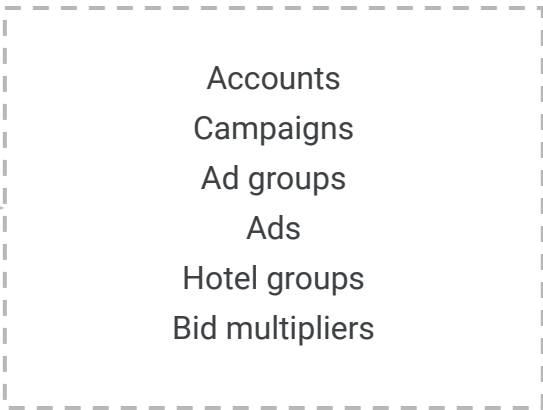 Accounts
Campaigns
Ad groups
Ads
Hotel groups
Bid multipliers